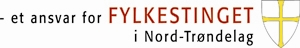 - et ansvar for FYLKESTINGET
i Nord-Trøndelag